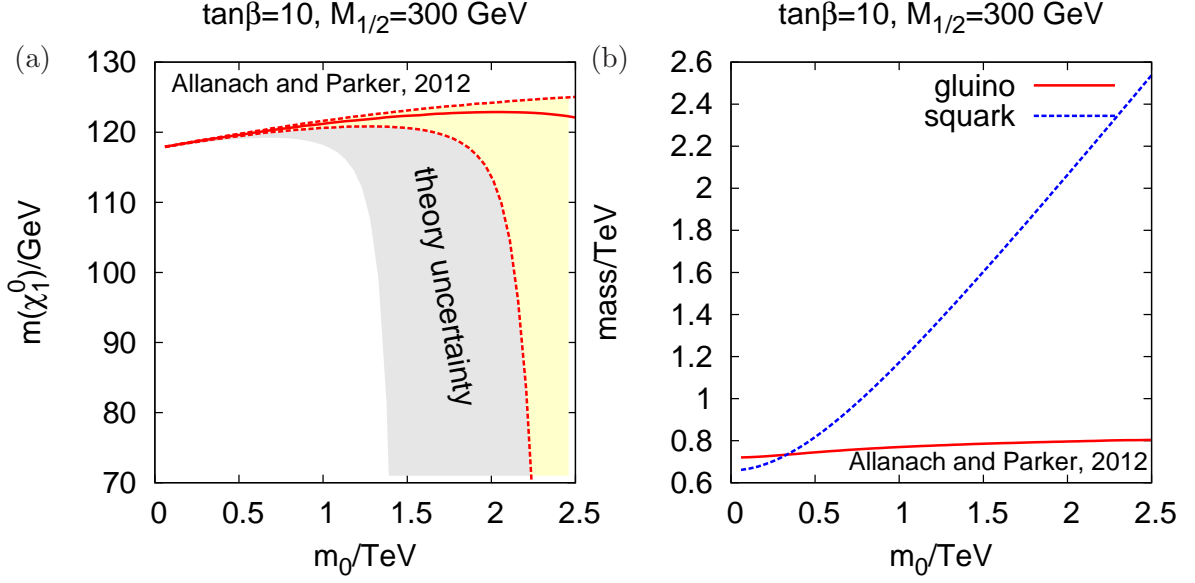 tanβ=10, M1/2=300 GeV
(a)
Allanach and Parker, 2012
theory uncertainty
m(χ₁⁰)/GeV
130
120
110
100
90
80
70
0
0.5
1
1.5
2
2.5
m0/TeV
tanβ=10, M1/2=300 GeV
(b)
gluino
squark
Allanach and Parker, 2012
mass/TeV
2.6
2.4
2.2
2
1.8
1.6
1.4
1.2
1
0.8
0.6
0
0.5
1
1.5
2
2.5
m0/TeV